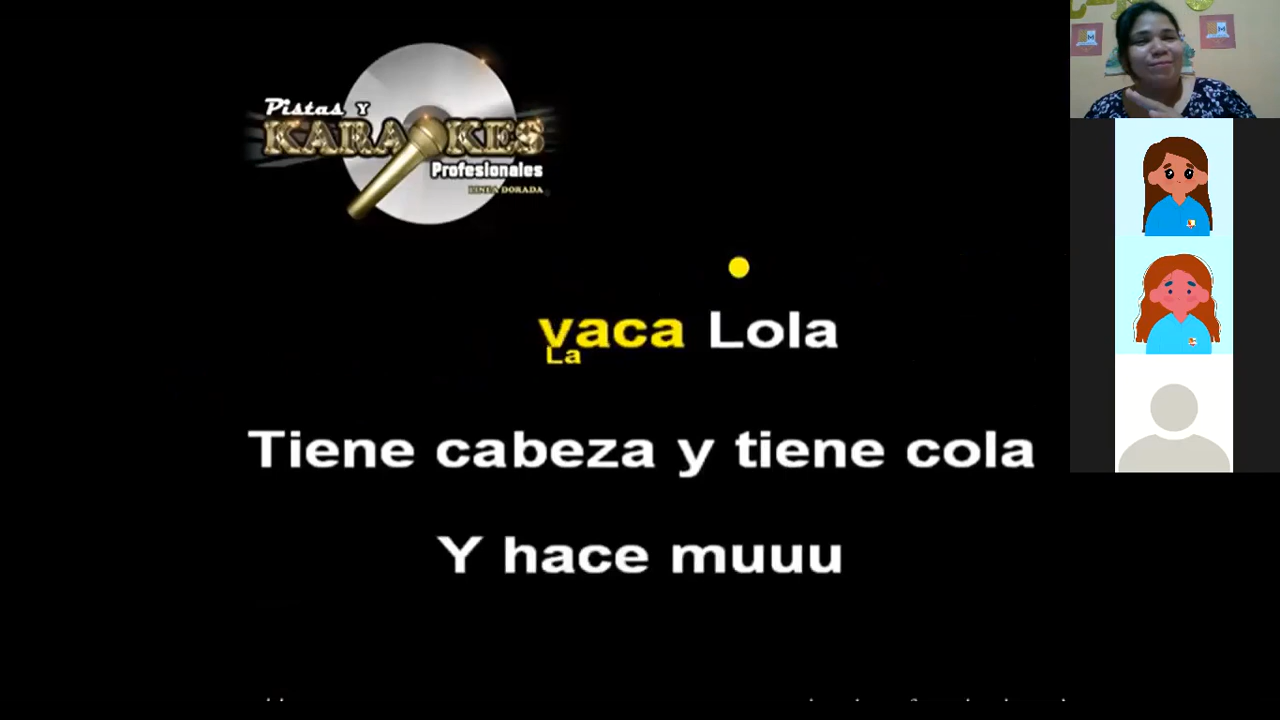 Pistas Y
KARAOKES
Profesionales
LINEA DORADA
vaca Lola
La
Tiene cabeza y tiene cola
Y hace muuu